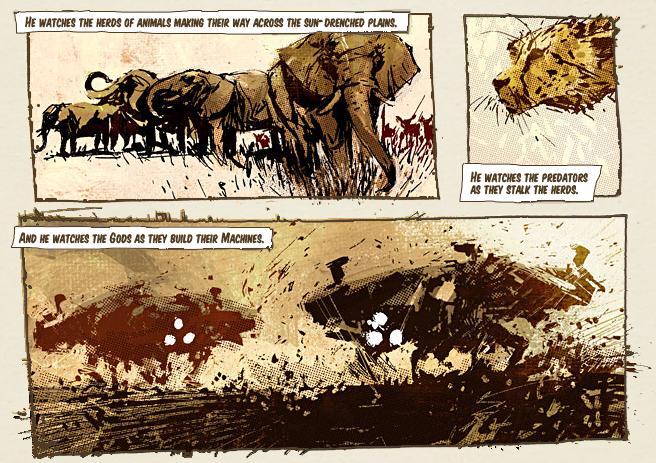 He watches the herds of animals making their way across the sun-drenched plains.
He watches the predators
as they stalk the herds.
And he watches the Gods as they build their Machines.